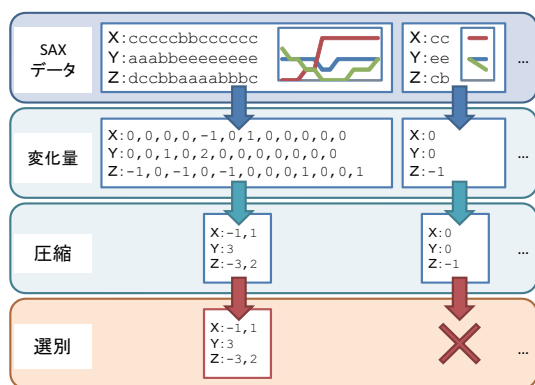 SAX
データ
X:cccccbbcccccc
Y:aaabbeeeeeeee
Z:dccbbaaaabbbc
X:cc
Y:ee
Z:cb
...
変化量
X:0,0,0,0,-1,0,1,0,0,0,0,0
Y:0,0,1,0,2,0,0,0,0,0,0,0
Z:-1,0,-1,0,-1,0,0,0,1,0,0,1
X:0
Y:0
Z:-1
...
圧縮
X:-1,1
Y:3
Z:-3,2
X:0
Y:0
Z:-1
...
選別
X:-1,1
Y:3
Z:-3,2
...